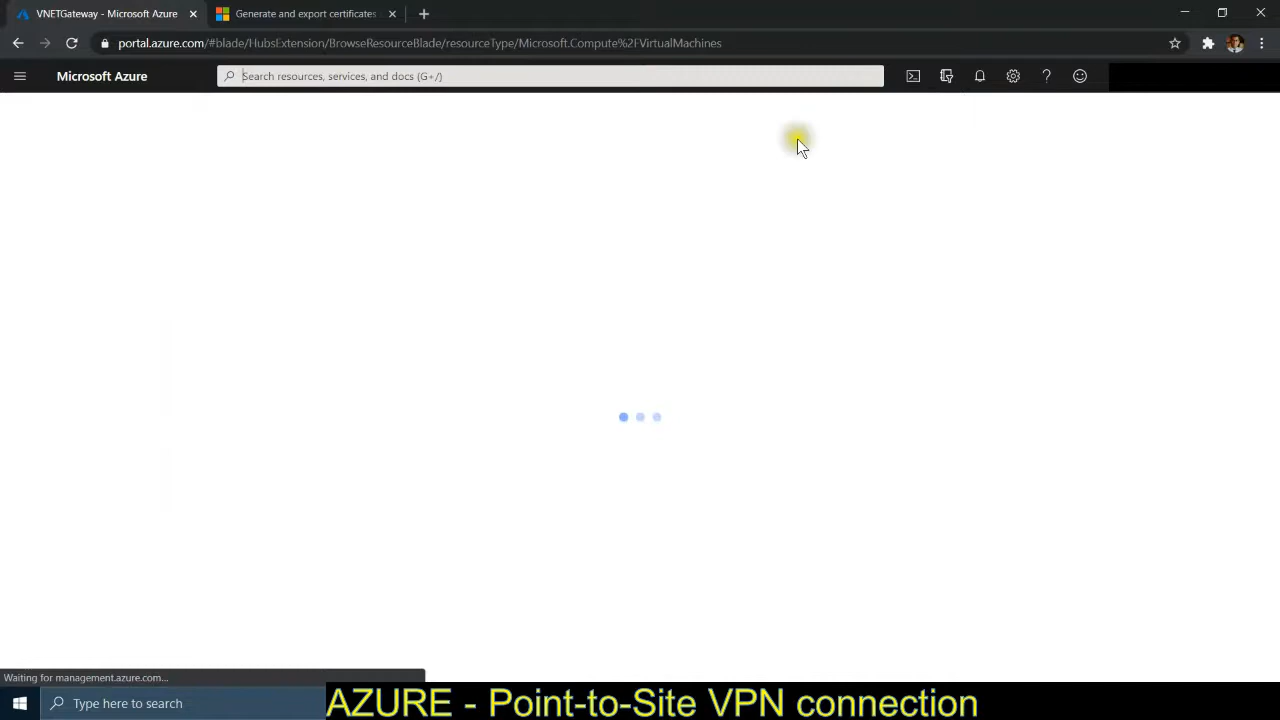 VNETGateway - Microsoft Azure
Generate and export certificates
portal.azure.com/#blade/HubsExtension/BrowseResourceBlade/resourceType/Microsoft.Compute%2FVirtualMachines
Microsoft Azure
Search resources, services, and docs (G+/)
Waiting for management.azure.com...
Type here to search
AZURE - Point-to-Site VPN connection